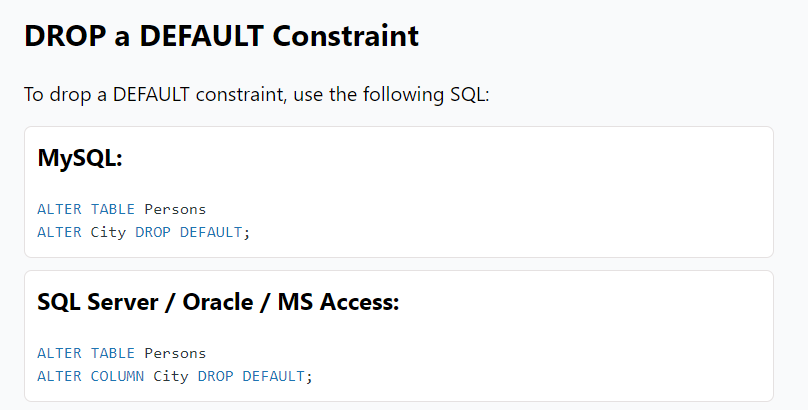 DROP a DEFAULT Constraint
To drop a DEFAULT constraint, use the following SQL:
MySQL:
ALTER TABLE Persons
ALTER City DROP DEFAULT;
SQL Server / Oracle / MS Access:
ALTER TABLE Persons
ALTER COLUMN City DROP DEFAULT;